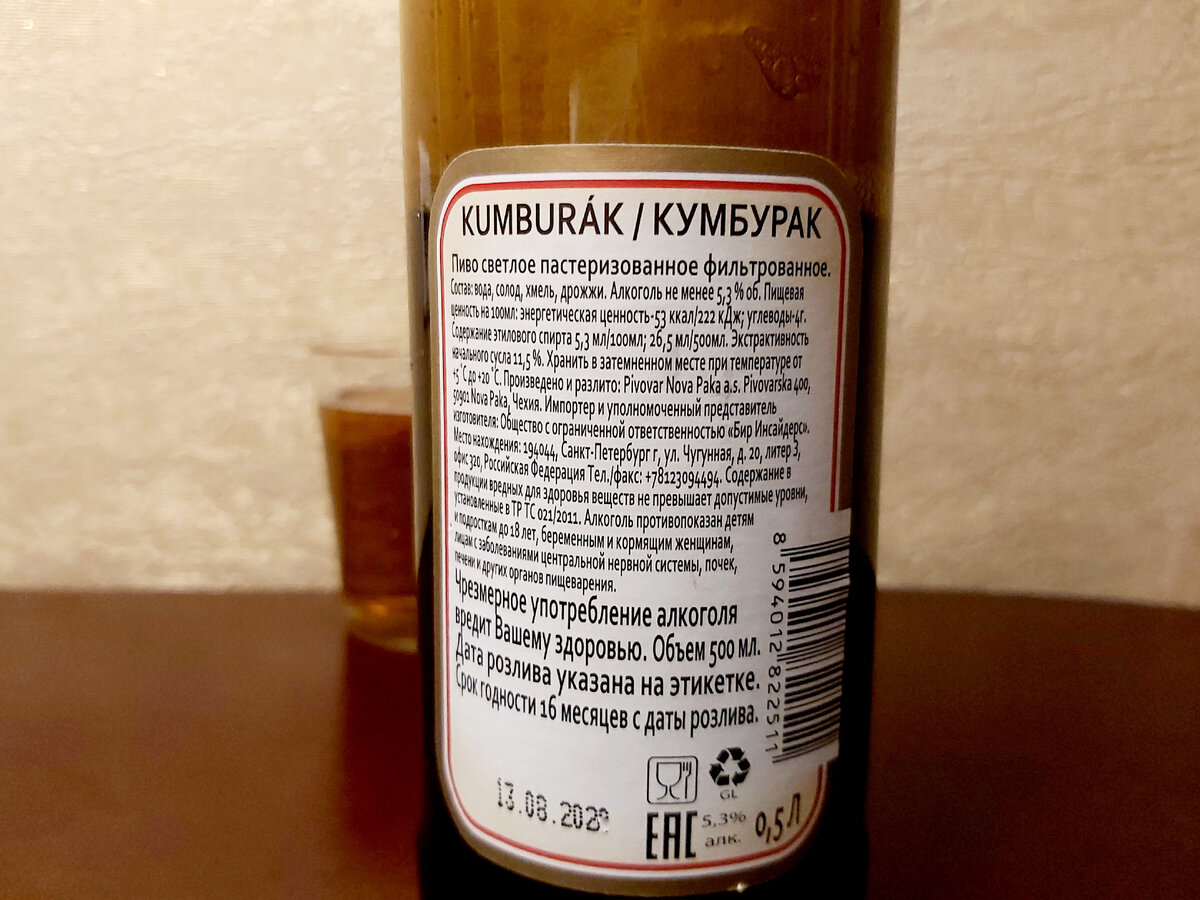 KUMBURÁK / КУМБУРАК
Пиво светлое пастеризованное фильтрованное.
Состав: вода, солод, хмель, дрожжи. Алкоголь не менее 5,3 % об. Пищевая
ценность на 100мл: энергетическая ценность-53 ккал/222 кДж; углеводы-4г.
Содержание этилового спирта 5,3 мл/100мл; 26,5 мл/500мл. Экстрактивность
начального сусла 11,5 %. Хранить в затемненном месте при температуре от
+5 ˚С до +20 ˚С. Произведено и разлито: Pivovar Nova Paka a.s. Pivovarska 400,
50901 Nova Paka, Чехия. Импортер и уполномоченный представитель
изготовителя: Общество с ограниченной ответственностью «Бир Инсайдерс».
Место нахождения: 194044, Санкт-Петербург г, ул. Чугунная, д. 20, литер З,
офис 320, Российская Федерация Тел./факс: +78123094494. Содержание в
продукции вредных для здоровья веществ не превышает допустимые уровни,
установленные в ТР ТС 021/2011. Алкоголь противопоказан детям
и подросткам до 18 лет, беременным и кормящим женщинам,
лицам с заболеваниями центральной нервной системы, почек,
печени и других органов пищеварения.
Чрезмерное употребление алкоголя
вредит Вашему здоровью. Объем 500 мл.
Дата розлива указана на этикетке.
Срок годности 16 месяцев с даты розлива.
8 594012 822511
GL
13.08.2020
EAC
5,3%
алк.
0,5 Л